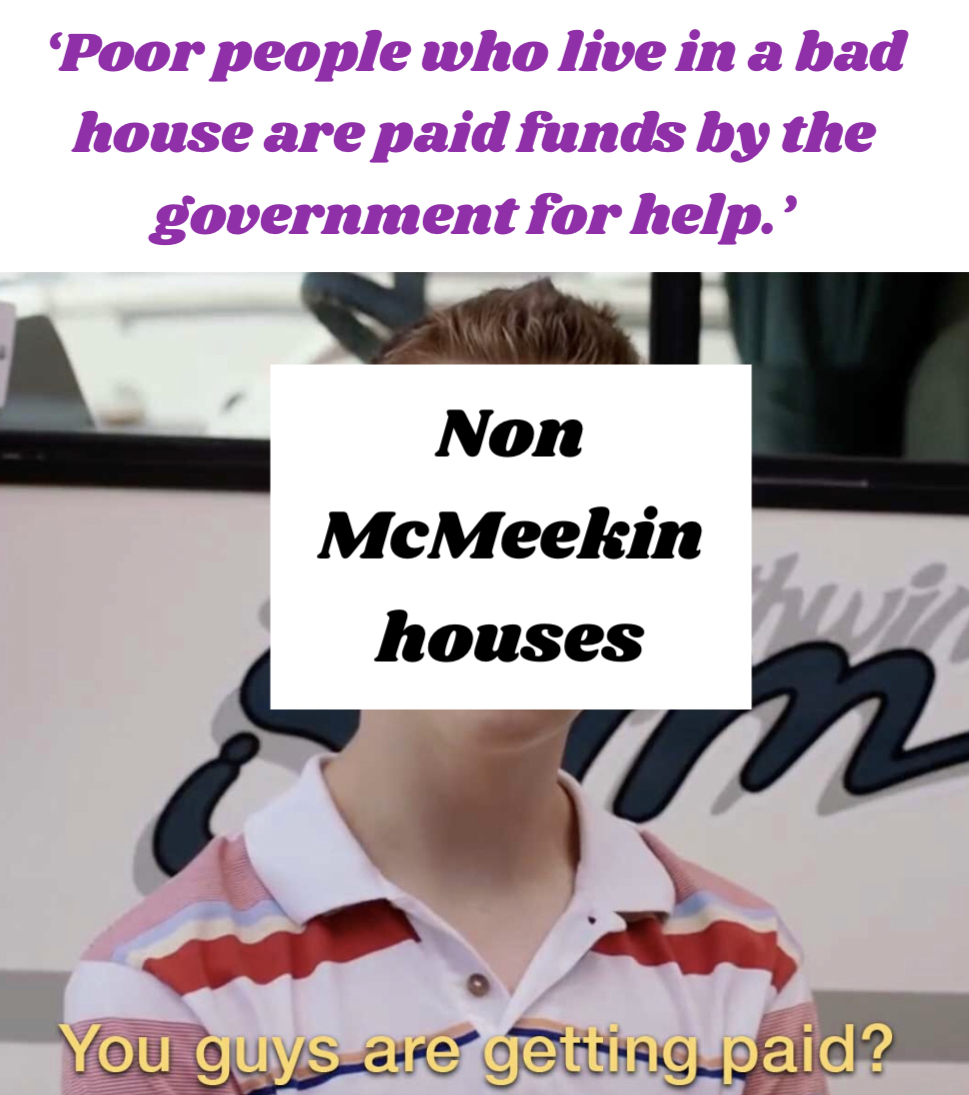 ‘Poor people who live in a bad
house are paid funds by the
government for help.’
Non
McMeekin
houses
You guys are getting paid?